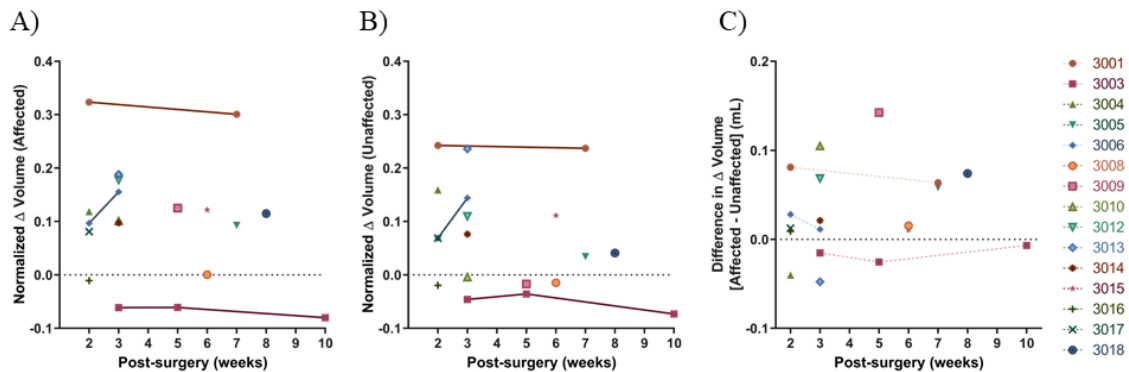 A)
B)
C)
Normalized Δ Volume (Affected)
0.4
0.3
0.2
0.1
0.0
-0.1
2 3 4 5 6 7 8 9 10
Post-surgery (weeks)
Normalized Δ Volume (Unaffected)
0.4
0.3
0.2
0.1
0.0
-0.1
2 3 4 5 6 7 8 9 10
Post-surgery (weeks)
Difference in Δ Volume
[Affected - Unaffected] (mL)
0.2
0.1
0.0
-0.1
2 3 4 5 6 7 8 9 10
Post-surgery (weeks)
3001
3003
3004
3005
3006
3008
3009
3010
3012
3013
3014
3015
3016
3017
3018